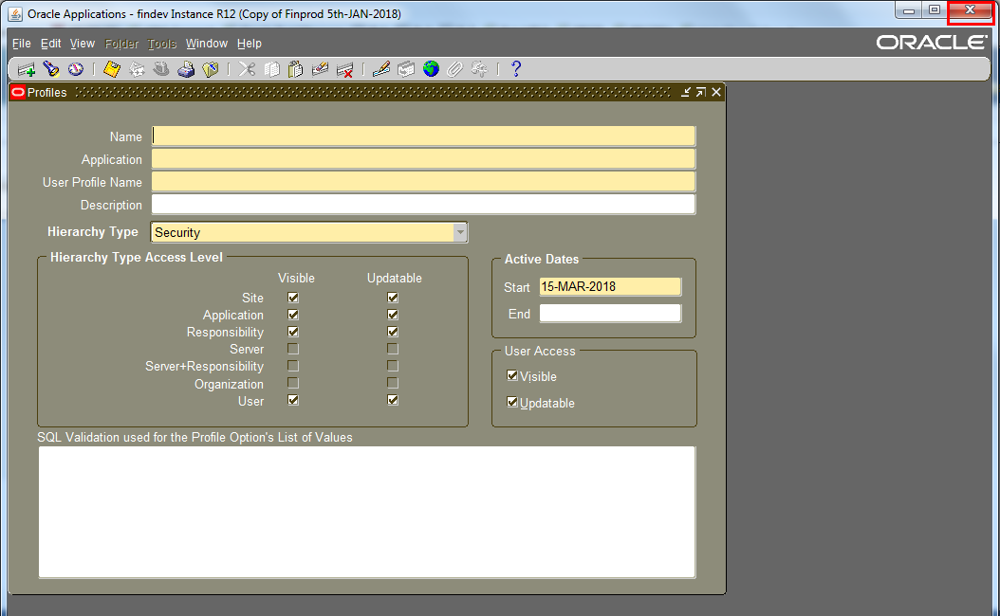 Oracle Applications - findev Instance R12 (Copy of Finprod 5th-JAN-2018)
File Edit View Folder Tools Window Help
ORACLE
Profiles
Name
Application
User Profile Name
Description
Hierarchy Type Security
Hierarchy Type Access Level
Visible Updatable
Site
Application
Responsibility
Server
Server+Responsibility
Organization
User
Active Dates
Start 15-MAR-2018
End
User Access
Visible
Updatable
SQL Validation used for the Profile Option's List of Values